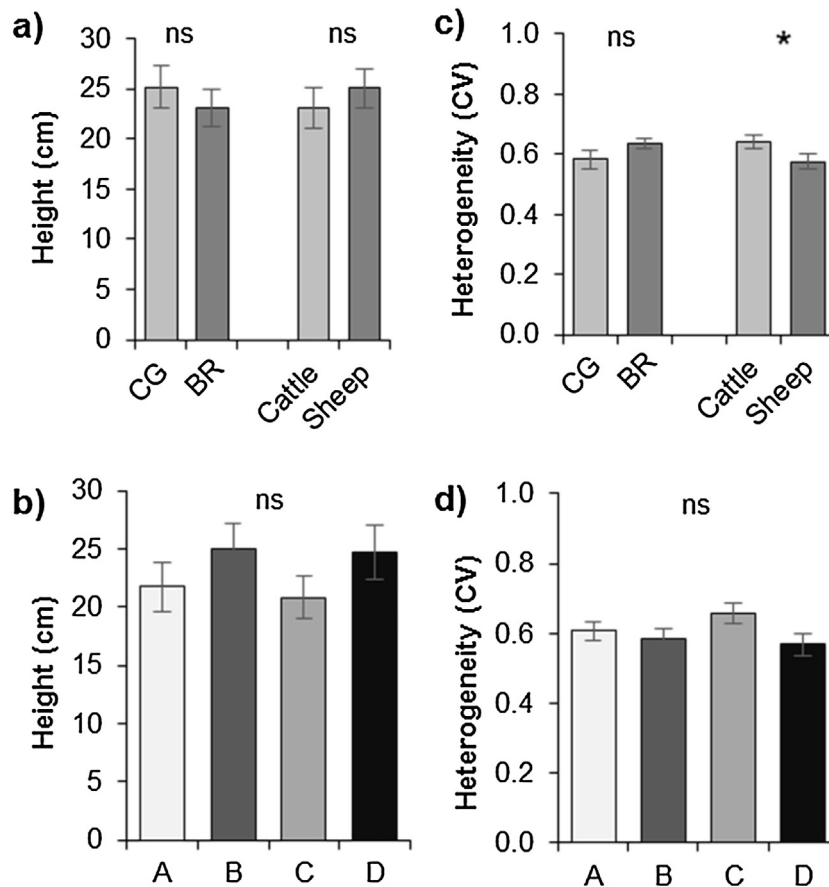 a)
Height (cm)
30
25
20
15
10
5
0
ns
ns
CG
BR
Cattle
Sheep
c)
Heterogeneity (CV)
1.0
0.8
0.6
0.4
0.2
0.0
ns
*
CG
BR
Cattle
Sheep
b)
Height (cm)
30
25
20
15
10
5
0
ns
A
B
C
D
d)
Heterogeneity (CV)
1.0
0.8
0.6
0.4
0.2
0.0
ns
A
B
C
D